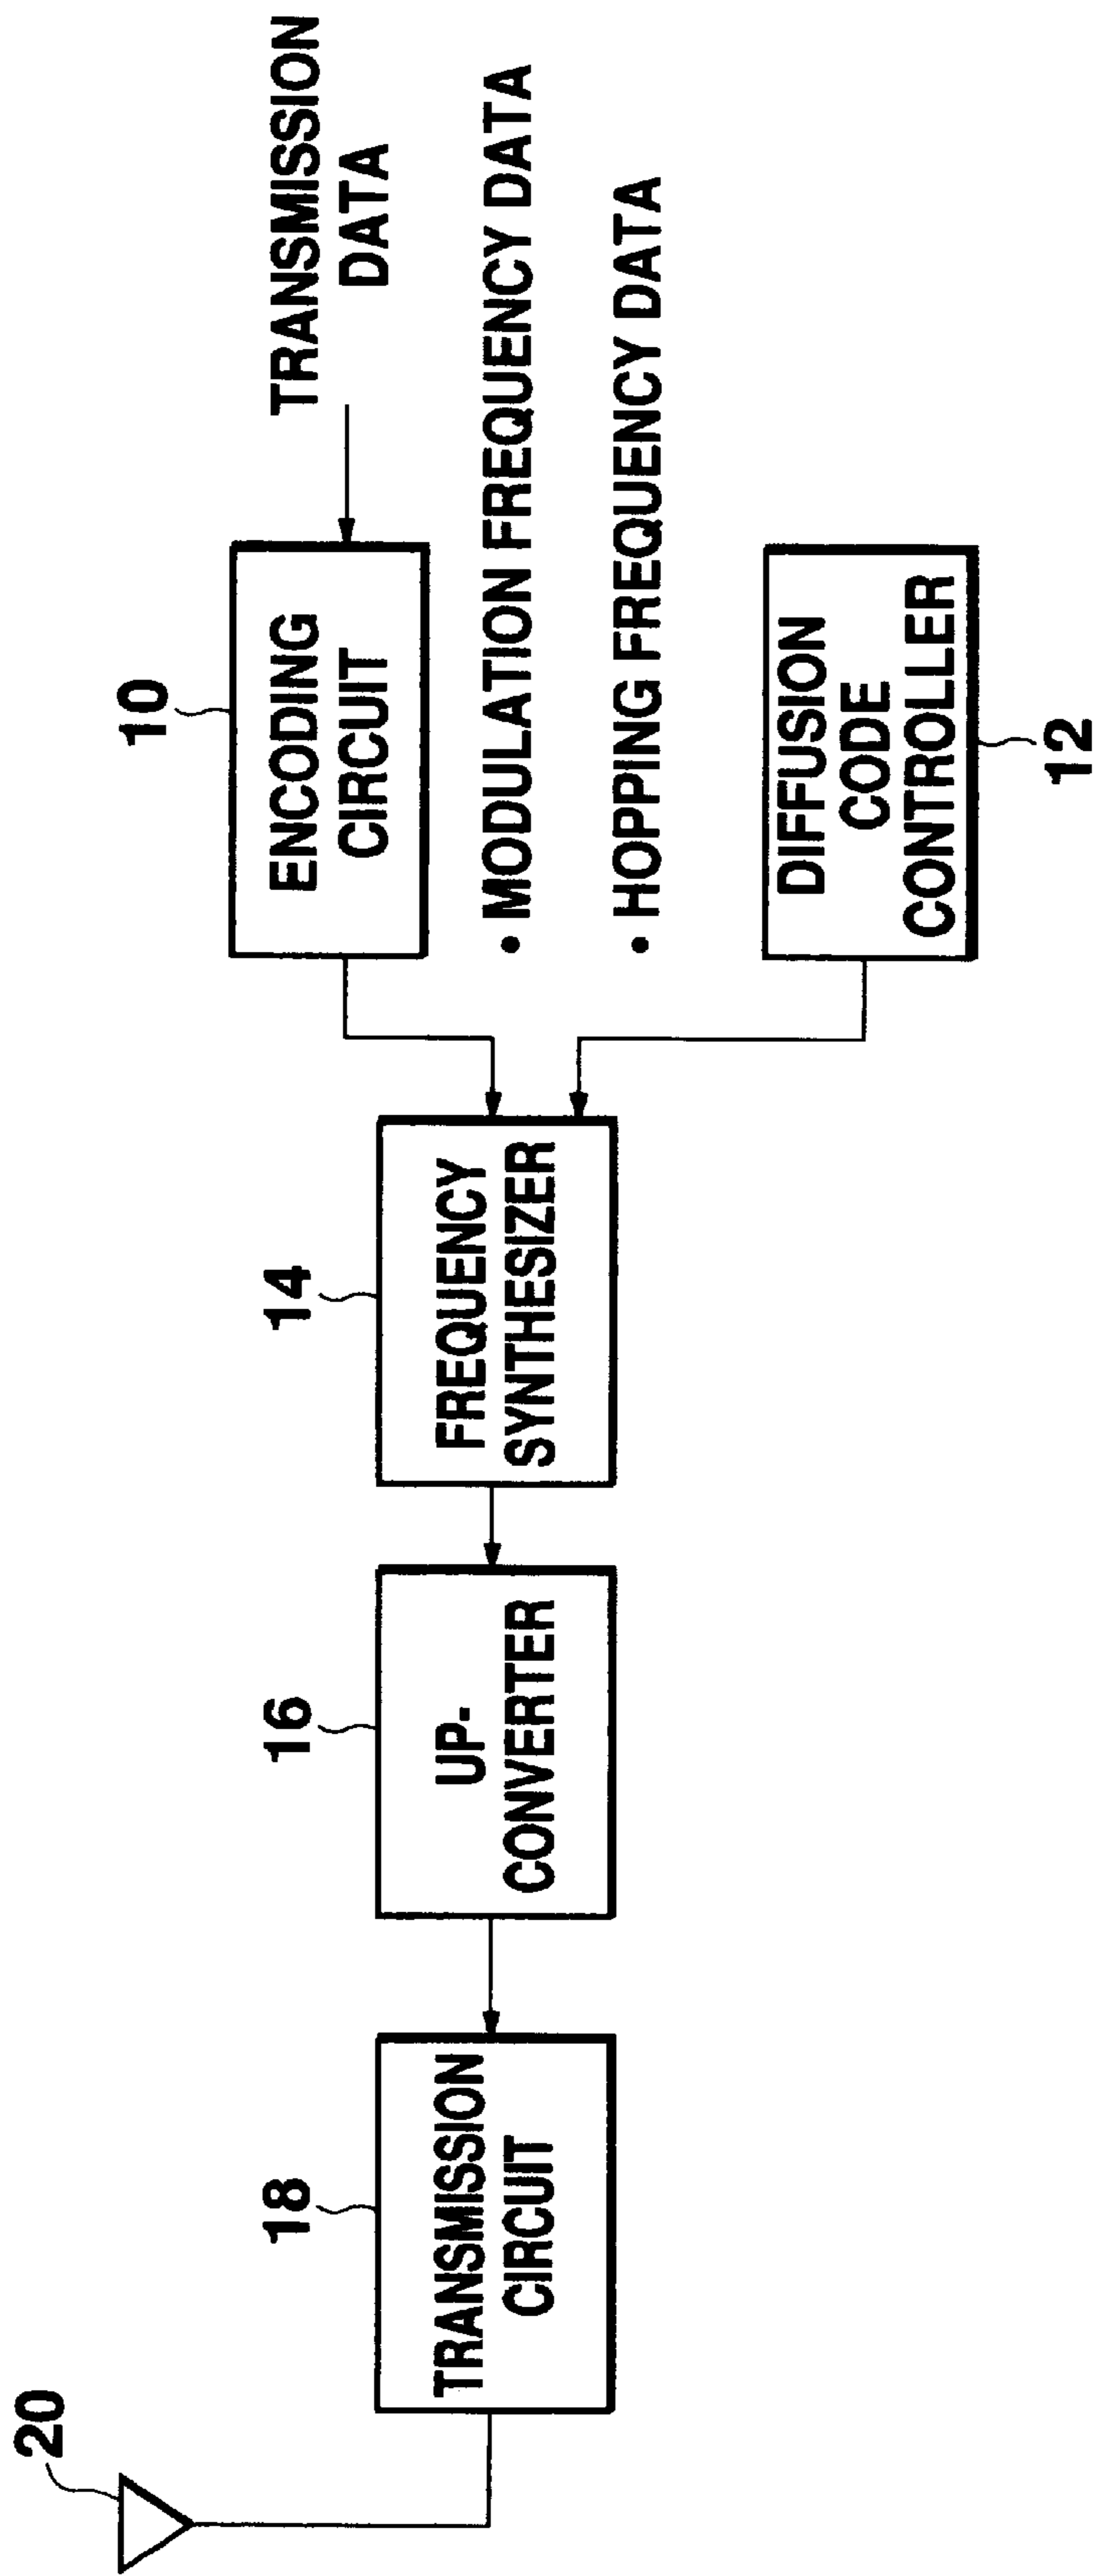 20
18
TRANSMISSION
CIRCUIT
16
UP-
CONVERTER
14
FREQUENCY
SYNTHESIZER
10
ENCODING
CIRCUIT
TRANSMISSION
DATA
• MODULATION FREQUENCY DATA
• HOPPING FREQUENCY DATA
DIFFUSION
CODE
CONTROLLER
12